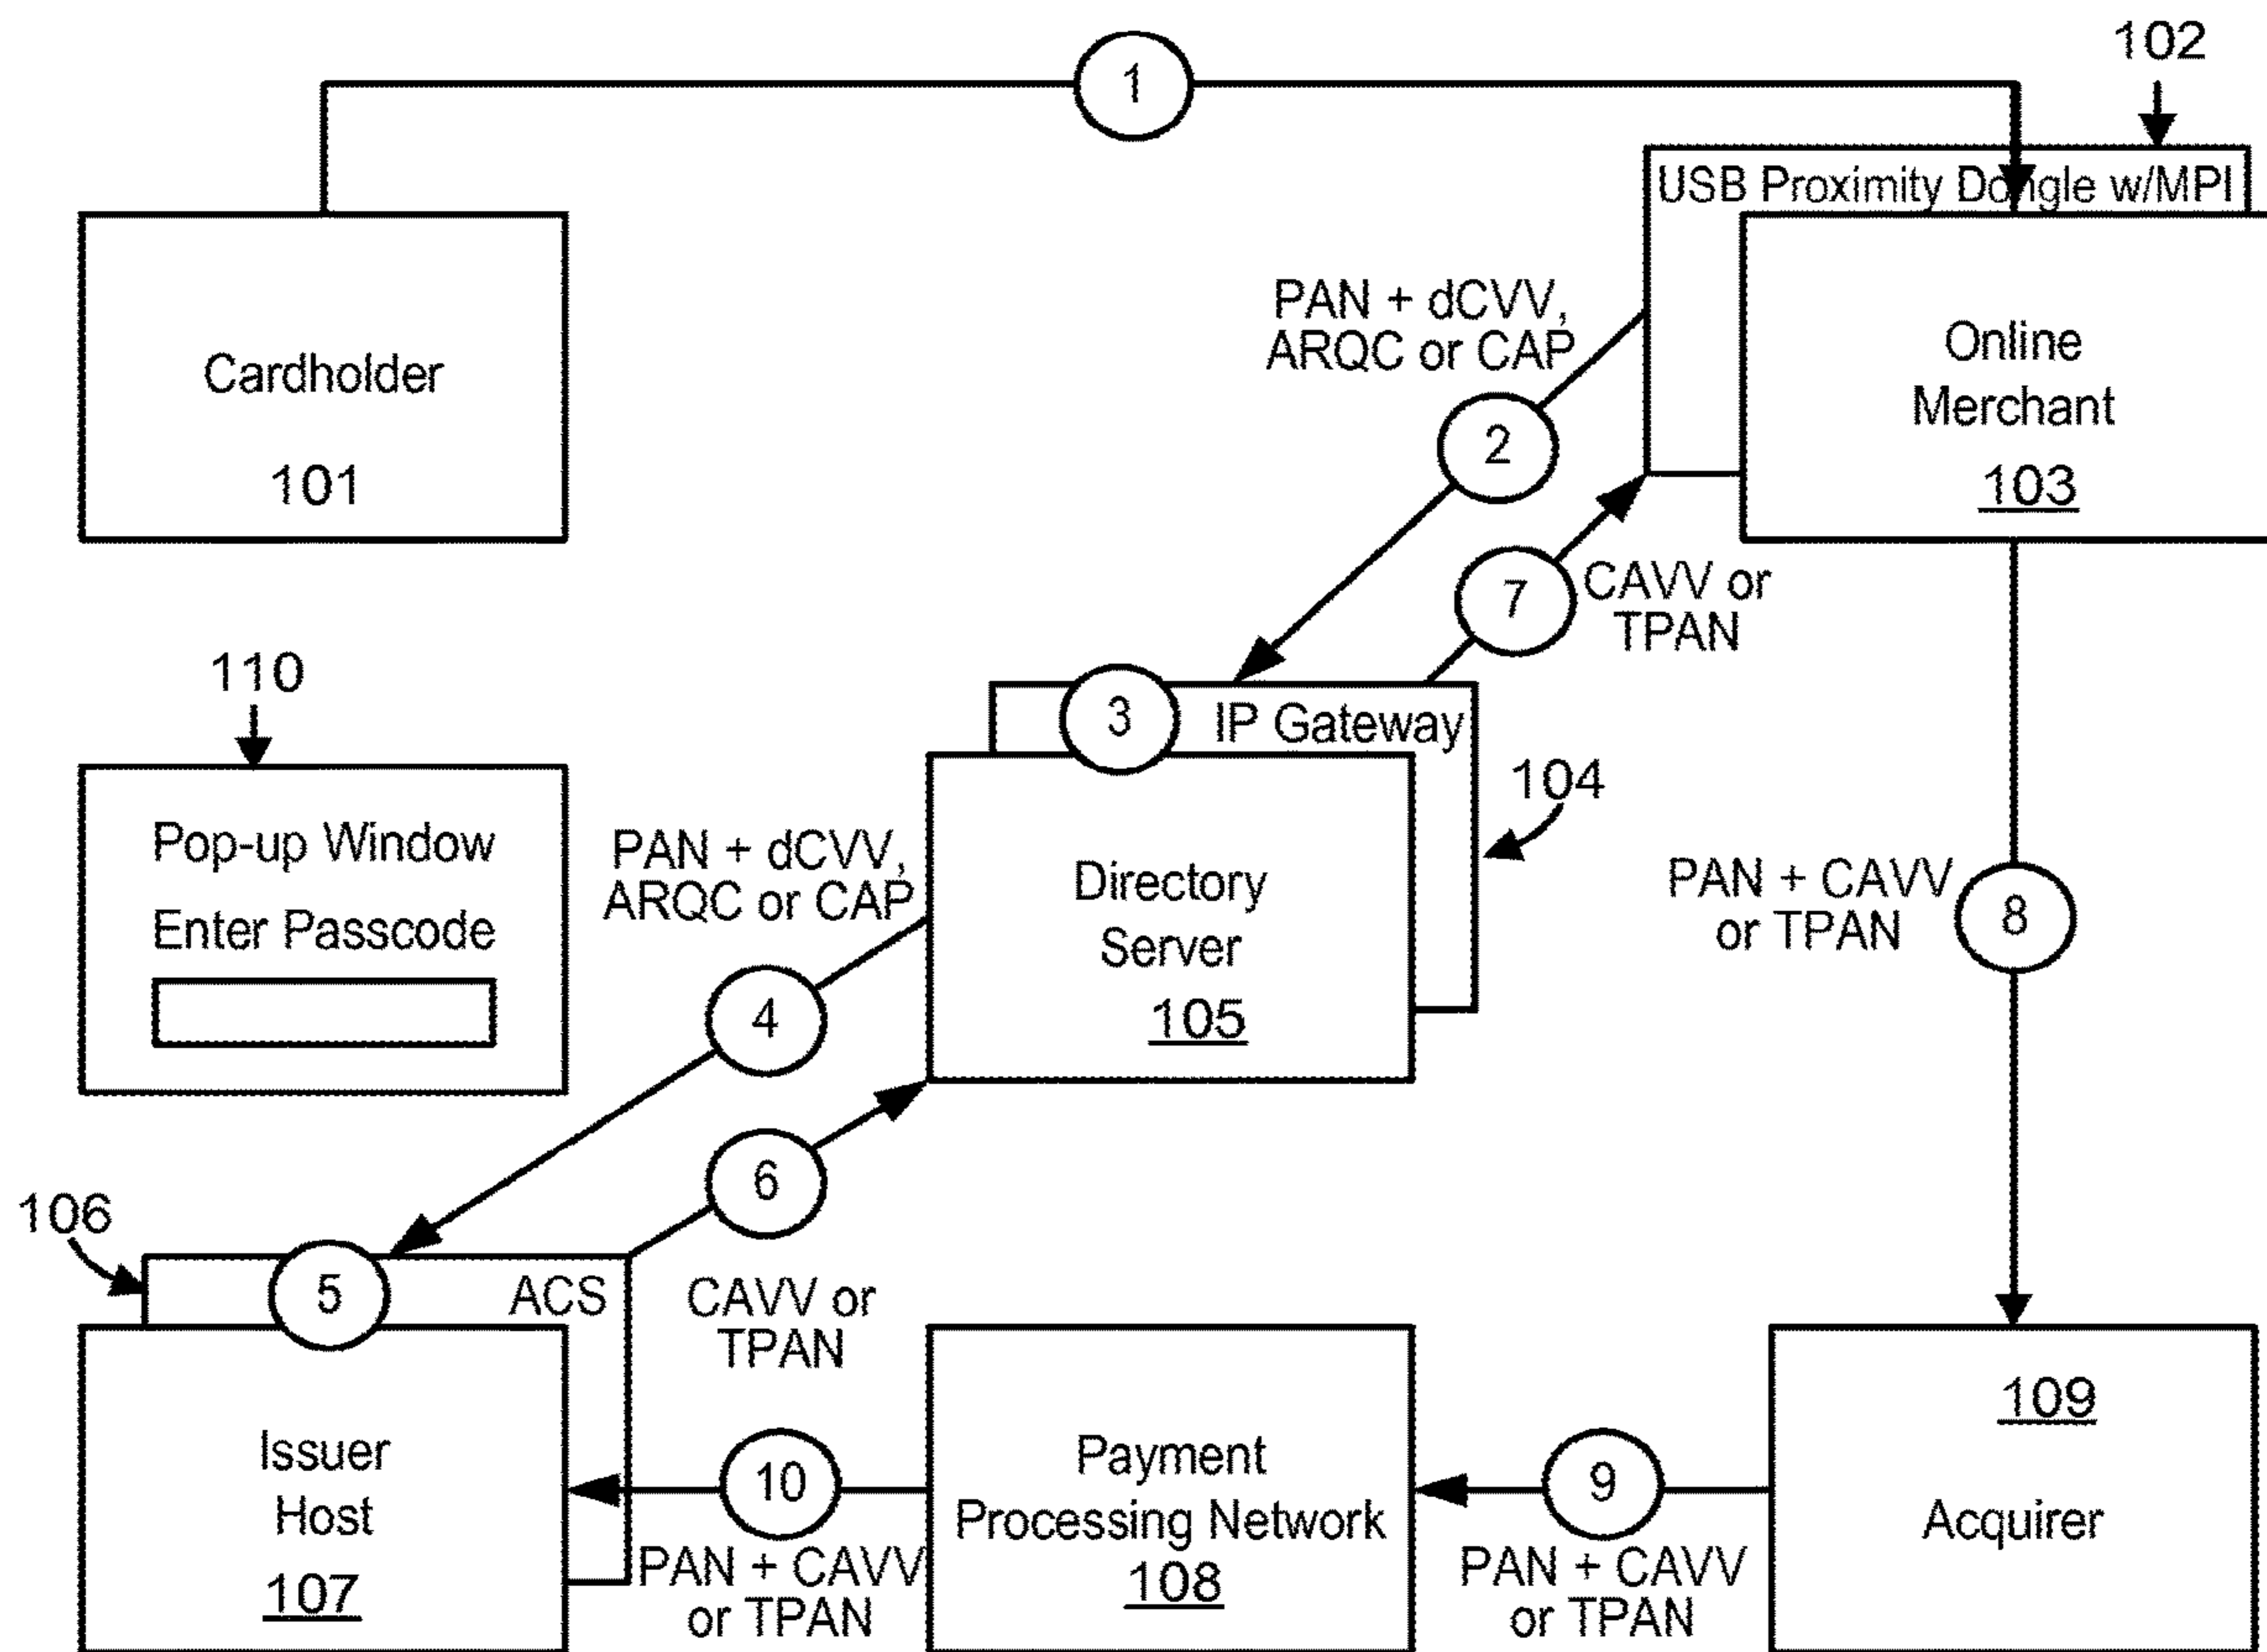 1
102
USB Proximity Dongle w/MPI
Cardholder
101
Online
Merchant
103
PAN + dCVV,
ARQC or CAP
2
7
CAVV or
TPAN
110
Pop-up Window
Enter Passcode
3
IP Gateway
104
Directory
Server
105
PAN + dCVV,
ARQC or CAP
4
6
CAVV or
TPAN
PAN + CAVV
or TPAN
8
106
5
ACS
Issuer
Host
107
10
PAN + CAVV
or TPAN
Payment
Processing Network
108
9
PAN + CAVV
or TPAN
109
Acquirer